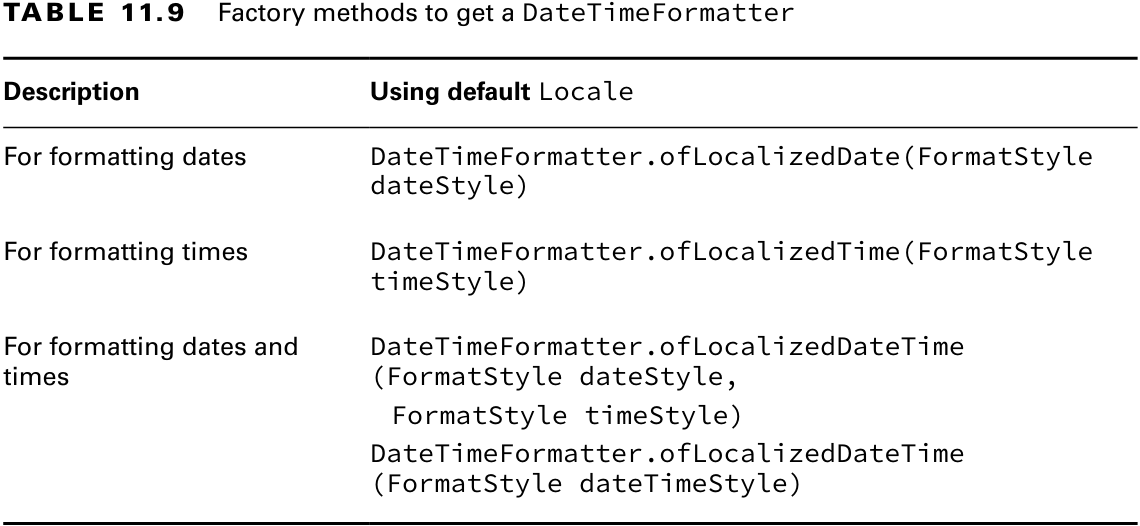 TABLE 11.9 Factory methods to get a DateTimeFormatter
Description Using default Locale
For formatting dates DateTimeFormatter.ofLocalizedDate(FormatStyle
dateStyle)
For formatting times DateTimeFormatter.ofLocalizedTime(FormatStyle
timeStyle)
For formatting dates and DateTimeFormatter.ofLocalizedDateTime
times (FormatStyle dateStyle,
FormatStyle timeStyle)
DateTimeFormatter.ofLocalizedDateTime
(FormatStyle dateTimeStyle)